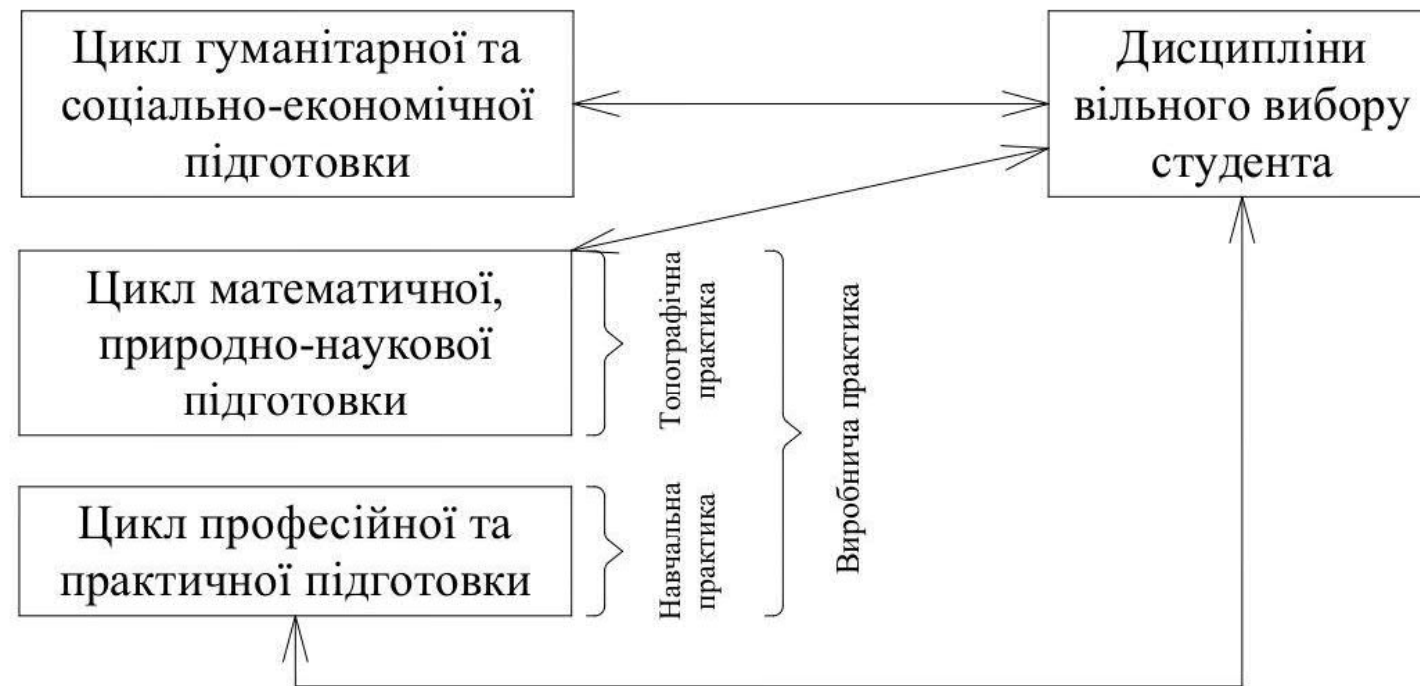 Цикл гуманітарної та
соціально-економічної
підготовки
Дисципліни
вільного вибору
студента
Цикл математичної,
природно-наукової
підготовки
Топографічна
практика
Виробнича практика
Цикл професійної та
практичної підготовки
Навчальна
практика